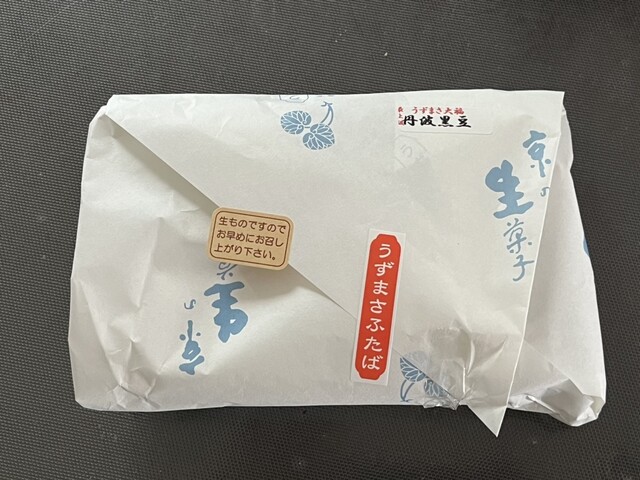 うずまさ大福
丹波黒豆
京の
生
菓子
生ものですので
お早めにお召し
上がり下さい。
うずまさふたば